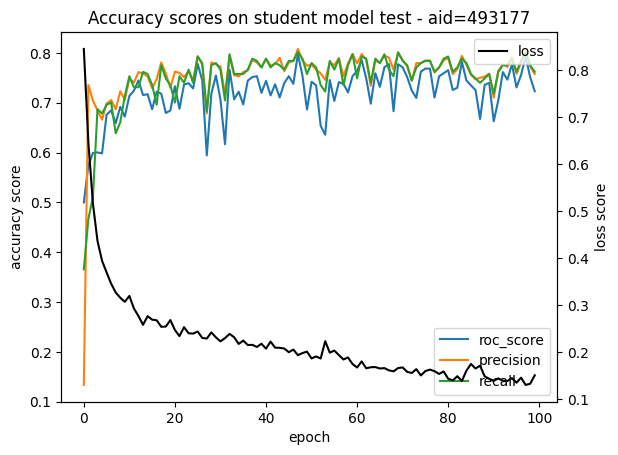 Accuracy scores on student model test - aid=493177
loss
0.8
0.7
0.6
0.5
0.4
0.3
0.2
0.1
accuracy score
0.8
0.7
0.6
0.5
0.4
0.3
0.2
0.1
loss score
roc_score
precision
recall
0
20
40
60
80
100
epoch